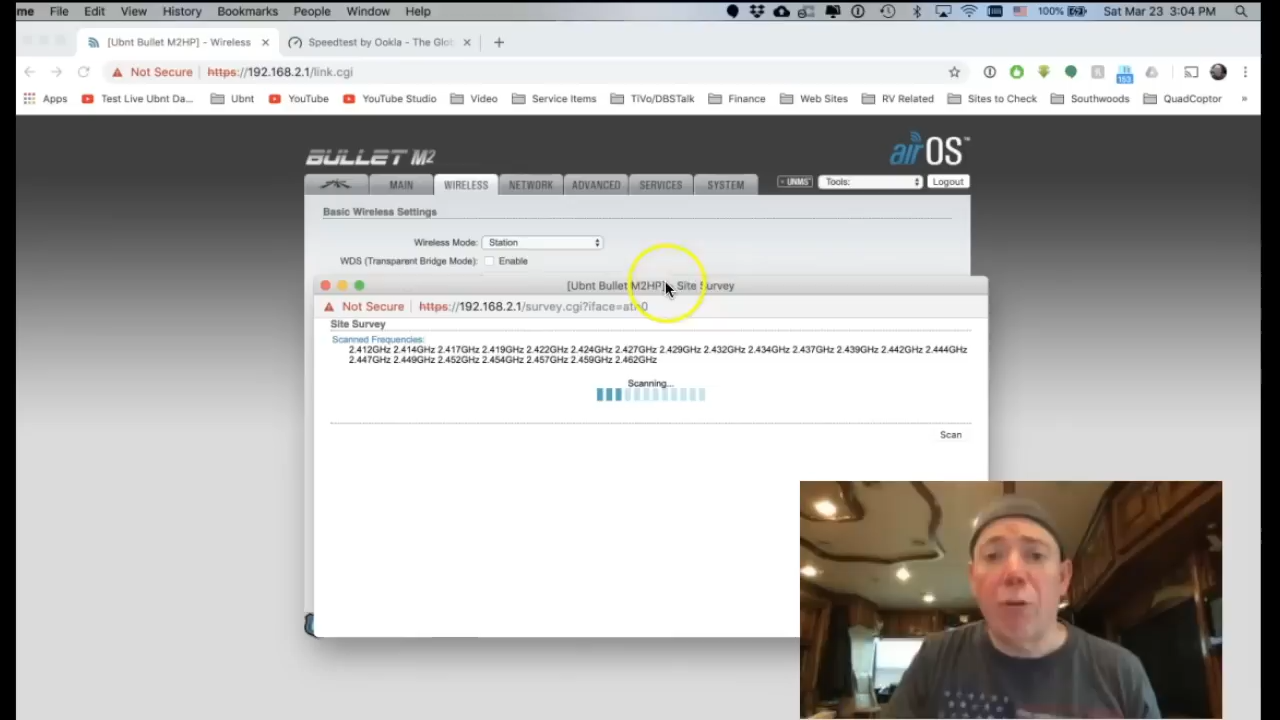 me File Edit View History Bookmarks People Window Help 100% Sat Mar 23 3:04 PM
[Ubnt Bullet M2HP] - Wireless × Speedtest by Ookla - The Glob × +
Not Secure https://192.168.2.1/link.cgi 153
Apps Test Live Ubnt Da... Ubnt YouTube YouTube Studio Video Service Items TiVo/DBSTalk Finance Web Sites RV Related Sites to Check Southwoods QuadCoptor »
BULLET M2 airOS™
MAIN WIRELESS NETWORK ADVANCED SERVICES SYSTEM UNMS Tools: Logout
Basic Wireless Settings
Wireless Mode: Station
WDS (Transparent Bridge Mode): Enable
[Ubnt Bullet M2HP] - Site Survey
Not Secure https://192.168.2.1/survey.cgi?iface=ath0
Site Survey
Scanned Frequencies:
2.412GHz 2.414GHz 2.417GHz 2.419GHz 2.422GHz 2.424GHz 2.427GHz 2.429GHz 2.432GHz 2.434GHz 2.437GHz 2.439GHz 2.442GHz 2.444GHz
2.447GHz 2.449GHz 2.452GHz 2.454GHz 2.457GHz 2.459GHz 2.462GHz
Scanning...
Scan